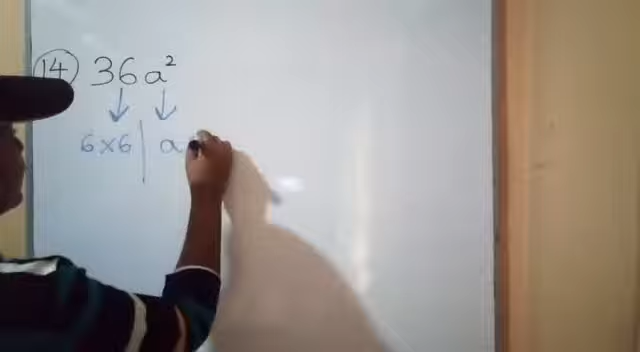 14 36a²
↓ ↓
6×6 | a